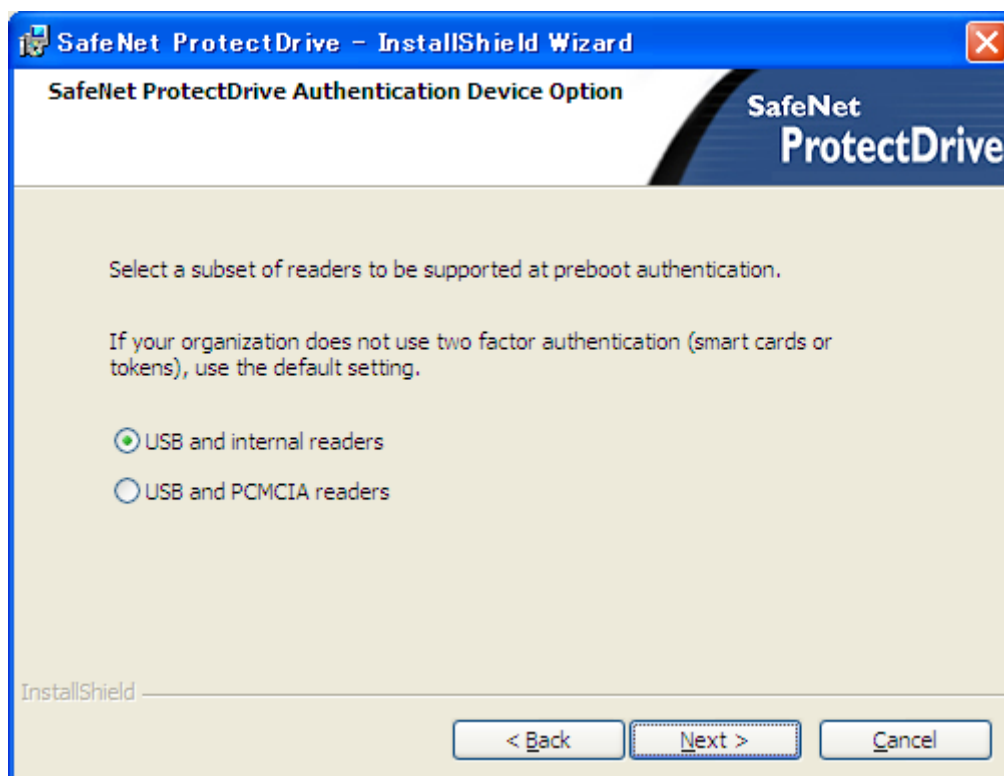 SafeNet ProtectDrive - InstallShield Wizard
SafeNet ProtectDrive Authentication Device Option
SafeNet
ProtectDrive
Select a subset of readers to be supported at preboot authentication.
If your organization does not use two factor authentication (smart cards or
tokens), use the default setting.
USB and internal readers
USB and PCMCIA readers
InstallShield
< Back
Next >
Cancel